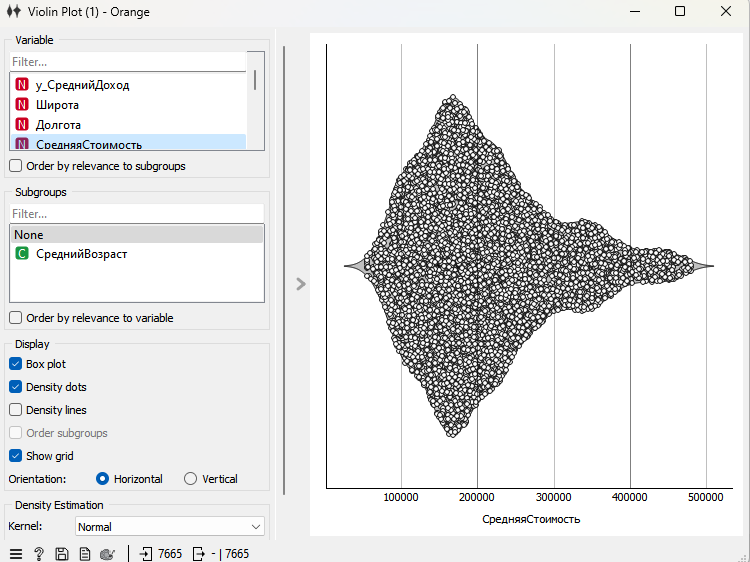 Violin Plot (1) - Orange
Variable
Filter...
N у_СреднийДоход
N Широта
N Долгота
N СредняяСтоимость
Order by relevance to subgroups
Subgroups
Filter...
None
C СреднийВозраст
Order by relevance to variable
Display
Box plot
Density dots
Density lines
Order subgroups
Show grid
Orientation: Horizontal Vertical
Density Estimation
Kernel: Normal
7665 - | 7665
100000 200000 300000 400000 500000
СредняяСтоимость